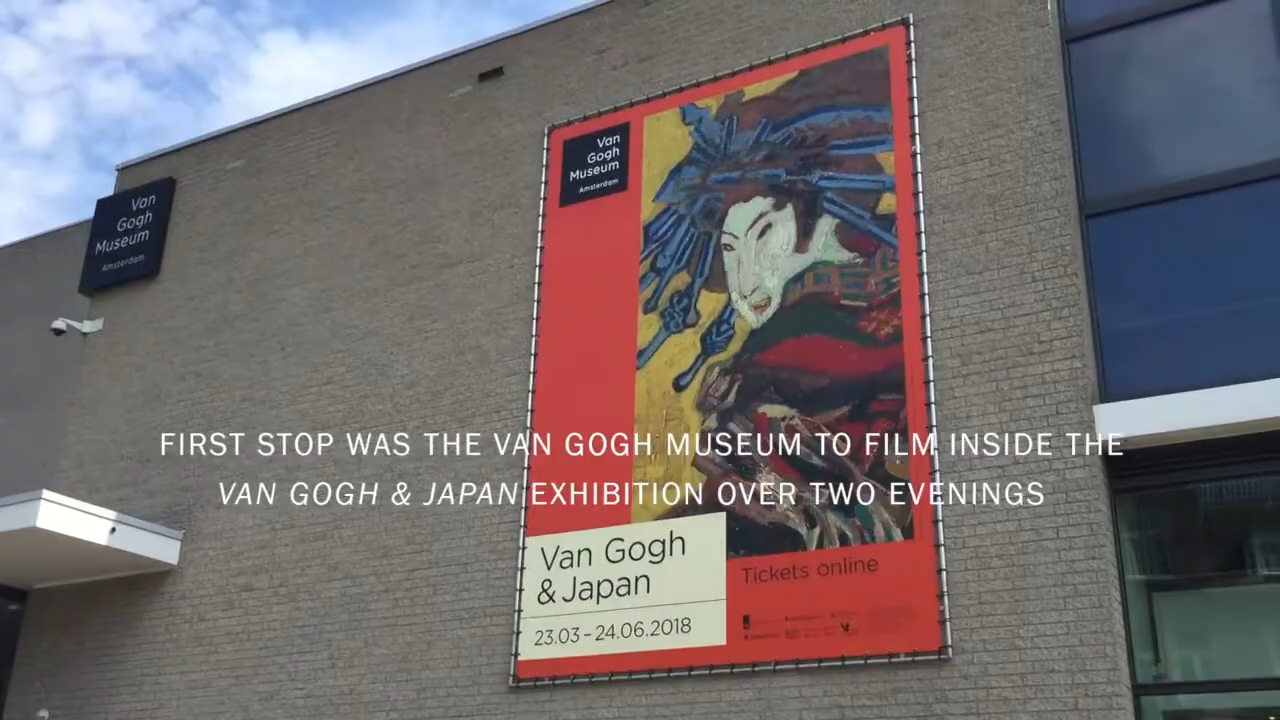 Van
Gogh
Museum
Amsterdam
Van
Gogh
Museum
Amsterdam
FIRST STOP WAS THE VAN GOGH MUSEUM TO FILM INSIDE THE
VAN GOGH & JAPAN EXHIBITION OVER TWO EVENINGS
Van Gogh
& Japan
23.03 – 24.06.2018
Tickets online